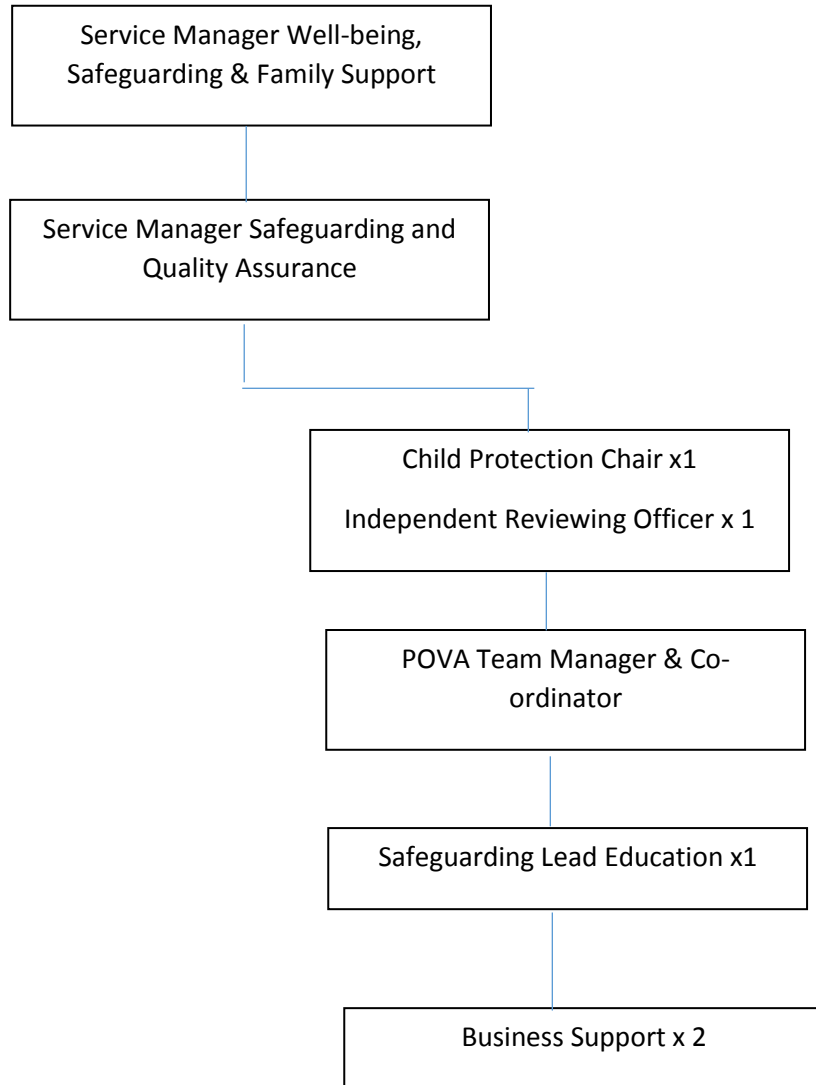 Service Manager Well-being,
Safeguarding & Family Support
Service Manager Safeguarding and
Quality Assurance
Child Protection Chair x1
Independent Reviewing Officer x 1
POVA Team Manager & Co-
ordinator
Safeguarding Lead Education x1
Business Support x 2